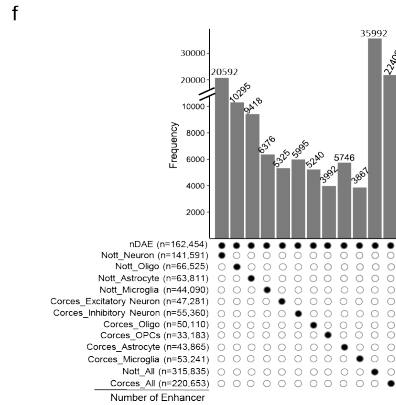 f
35992
30000
22409
20592
20000
10295
10000
9418
8000
6376
5325
5995
5240
3992
5746
3867
6000
4000
2000
Frequency
nDAE (n=162,454)
Nott_Neuron (n=141,591)
Nott_Oligo (n=66,525)
Nott_Astrocyte (n=63,811)
Nott_Microglia (n=44,090)
Corces_Excitatory Neuron (n=47,281)
Corces_Inhibitory Neuron (n=55,360)
Corces_Oligo (n=50,110)
Corces_OPCs (n=33,183)
Corces_Astrocyte (n=43,865)
Corces_Microglia (n=53,241)
Nott_All (n=315,835)
Corces_All (n=220,653)
Number of Enhancer